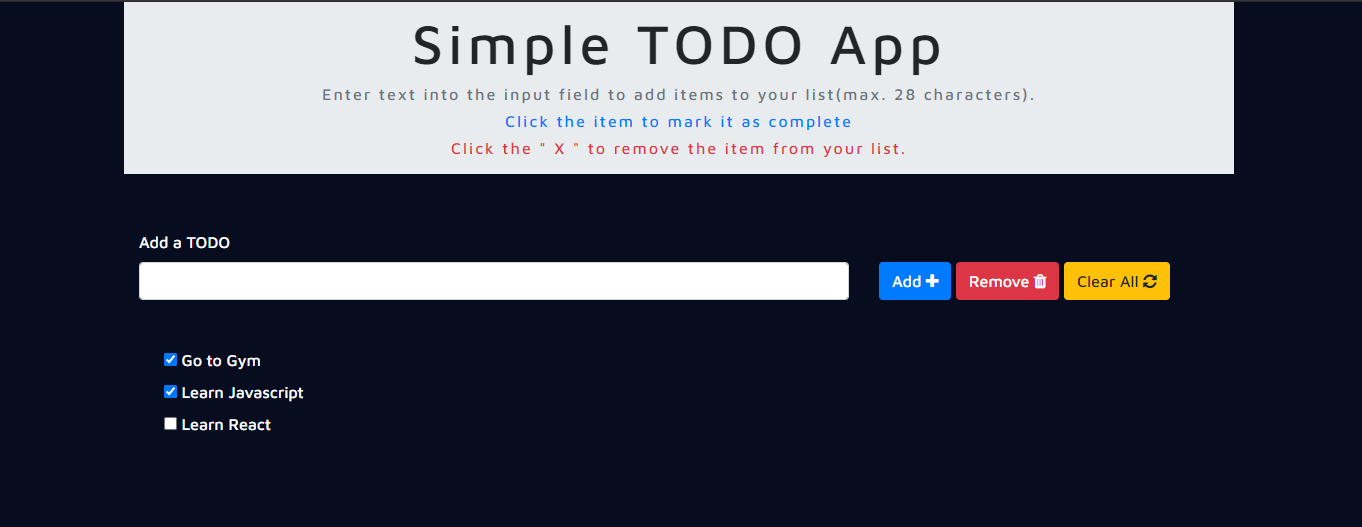 Simple TODO App
Enter text into the input field to add items to your list(max. 28 characters).
Click the item to mark it as complete
Click the " X " to remove the item from your list.
Add a TODO
Add Remove Clear All
Go to Gym
Learn Javascript
Learn React